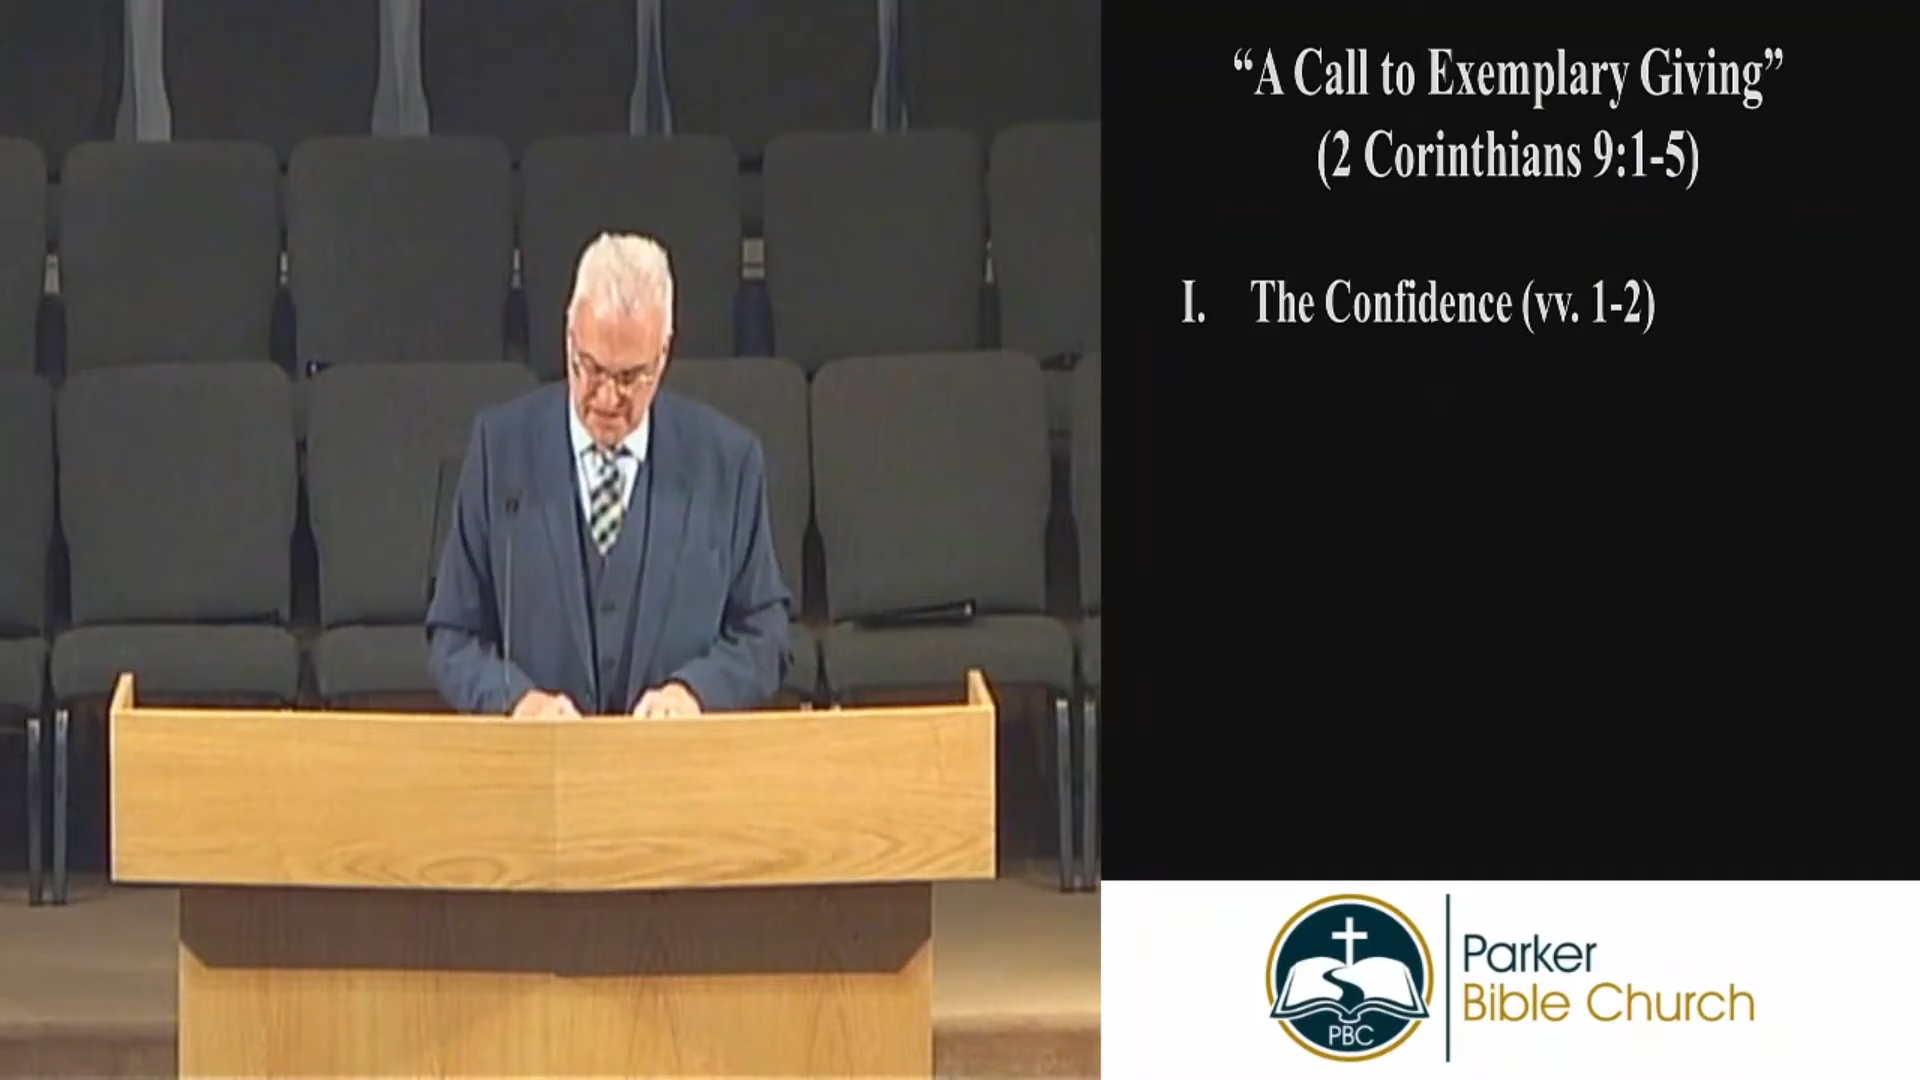 “A Call to Exemplary Giving”
(2 Corinthians 9:1-5)
I. The Confidence (vv. 1-2)
PBC
Parker
Bible Church